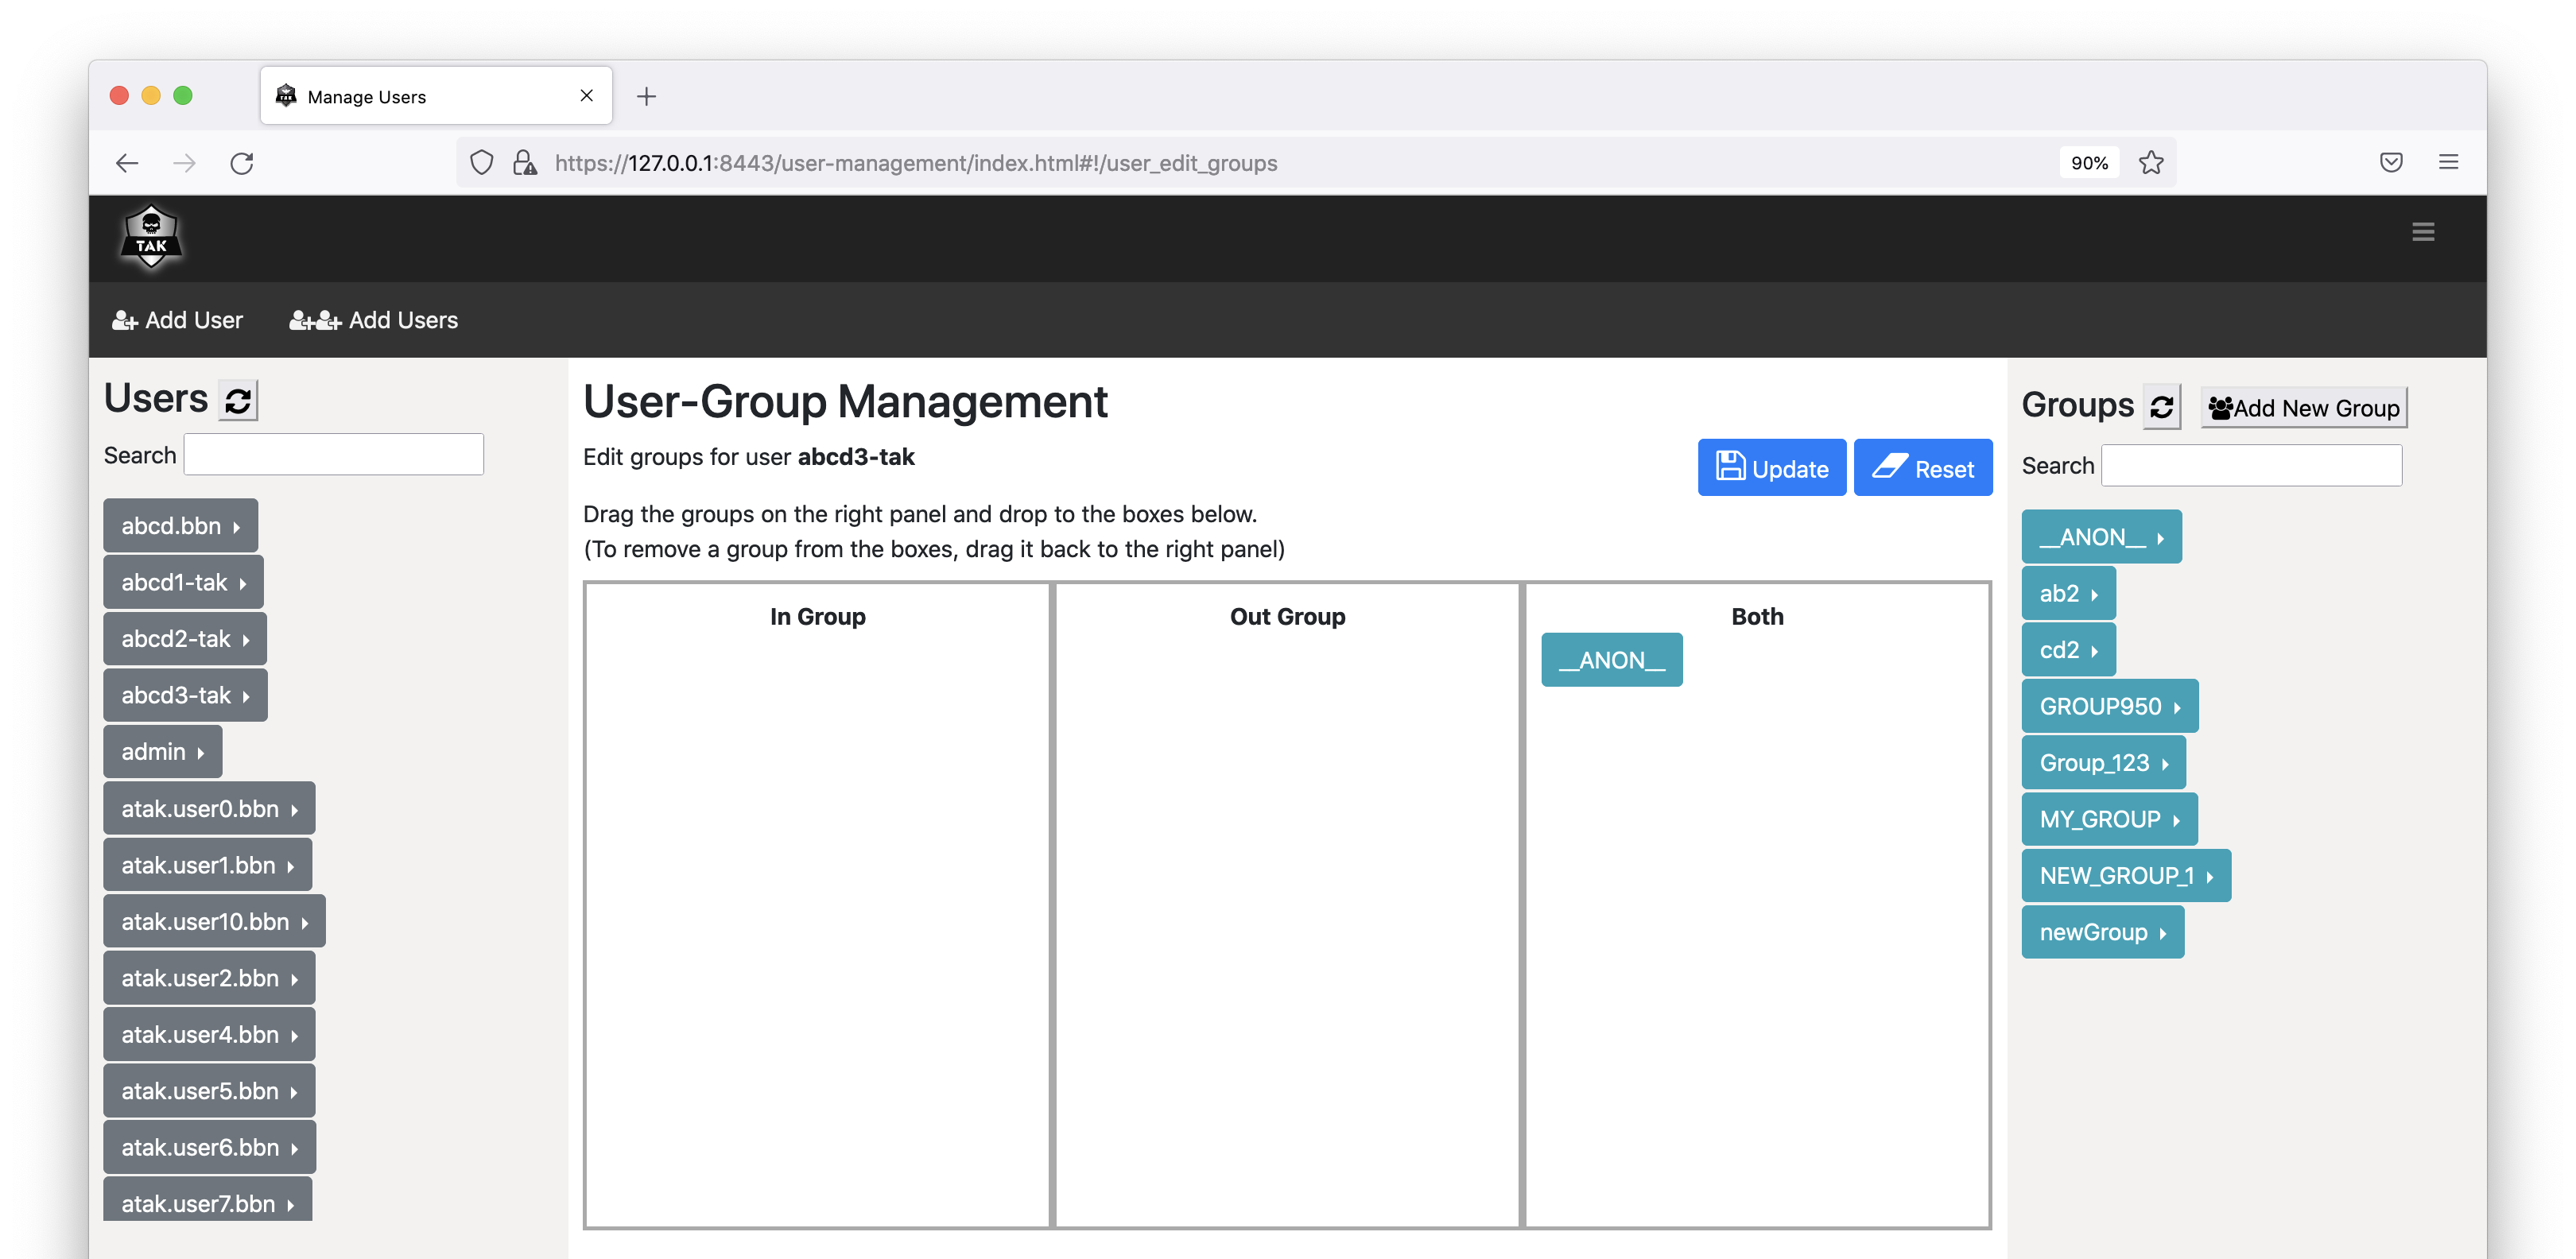 Manage Users
https://127.0.0.1:8443/user-management/index.html#!/user_edit_groups
90%
TAK
Add User
Add Users
Users
Search
abcd.bbn
abcd1-tak
abcd2-tak
abcd3-tak
admin
atak.user0.bbn
atak.user1.bbn
atak.user10.bbn
atak.user2.bbn
atak.user4.bbn
atak.user5.bbn
atak.user6.bbn
atak.user7.bbn
User-Group Management
Edit groups for user abcd3-tak
Update
Reset
Drag the groups on the right panel and drop to the boxes below.
(To remove a group from the boxes, drag it back to the right panel)
In Group
Out Group
Both
__ANON__
Groups
Add New Group
Search
__ANON__
ab2
cd2
GROUP950
Group_123
MY_GROUP
NEW_GROUP_1
newGroup